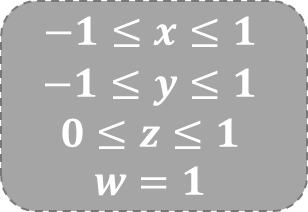 −1 ≤ x ≤ 1
−1 ≤ y ≤ 1
0 ≤ z ≤ 1
w = 1